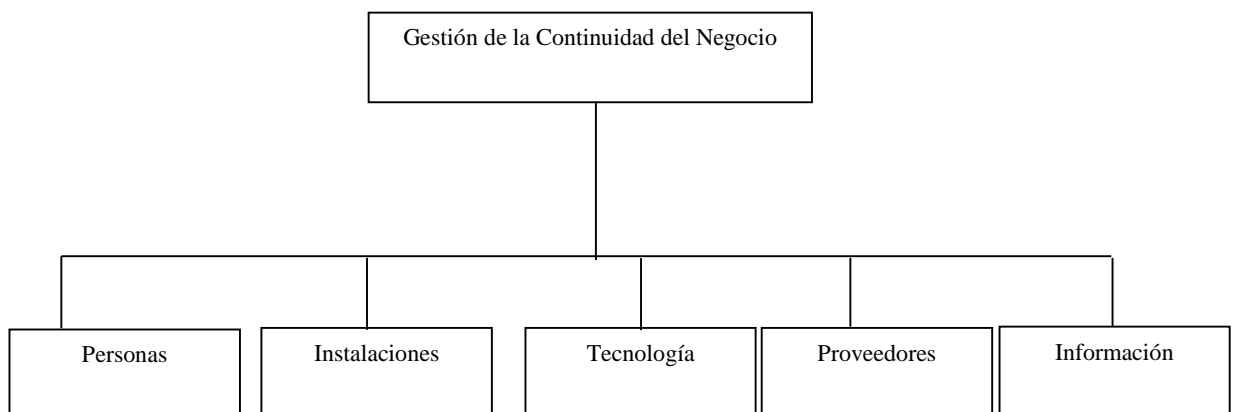 Gestión de la Continuidad del Negocio
Personas
Instalaciones
Tecnología
Proveedores
Información